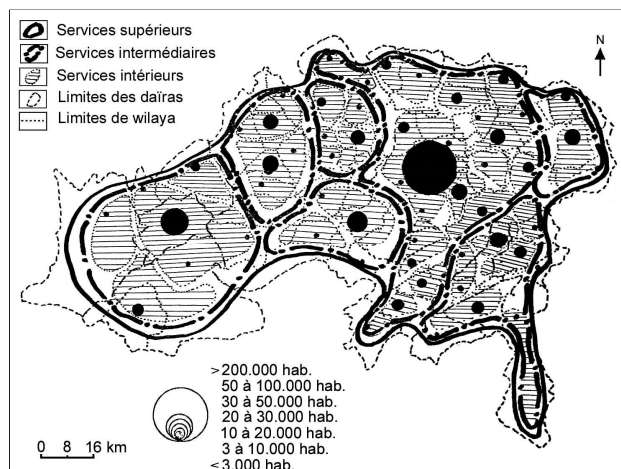 Services supérieurs
Services intermédiaires
Services intérieurs
Limites des daïras
Limites de wilaya
N
> 200.000 hab.
50 à 100.000 hab.
30 à 50.000 hab.
20 à 30.000 hab.
10 à 20.000 hab.
3 à 10.000 hab.
< 3.000 hab.
0 8 16 km